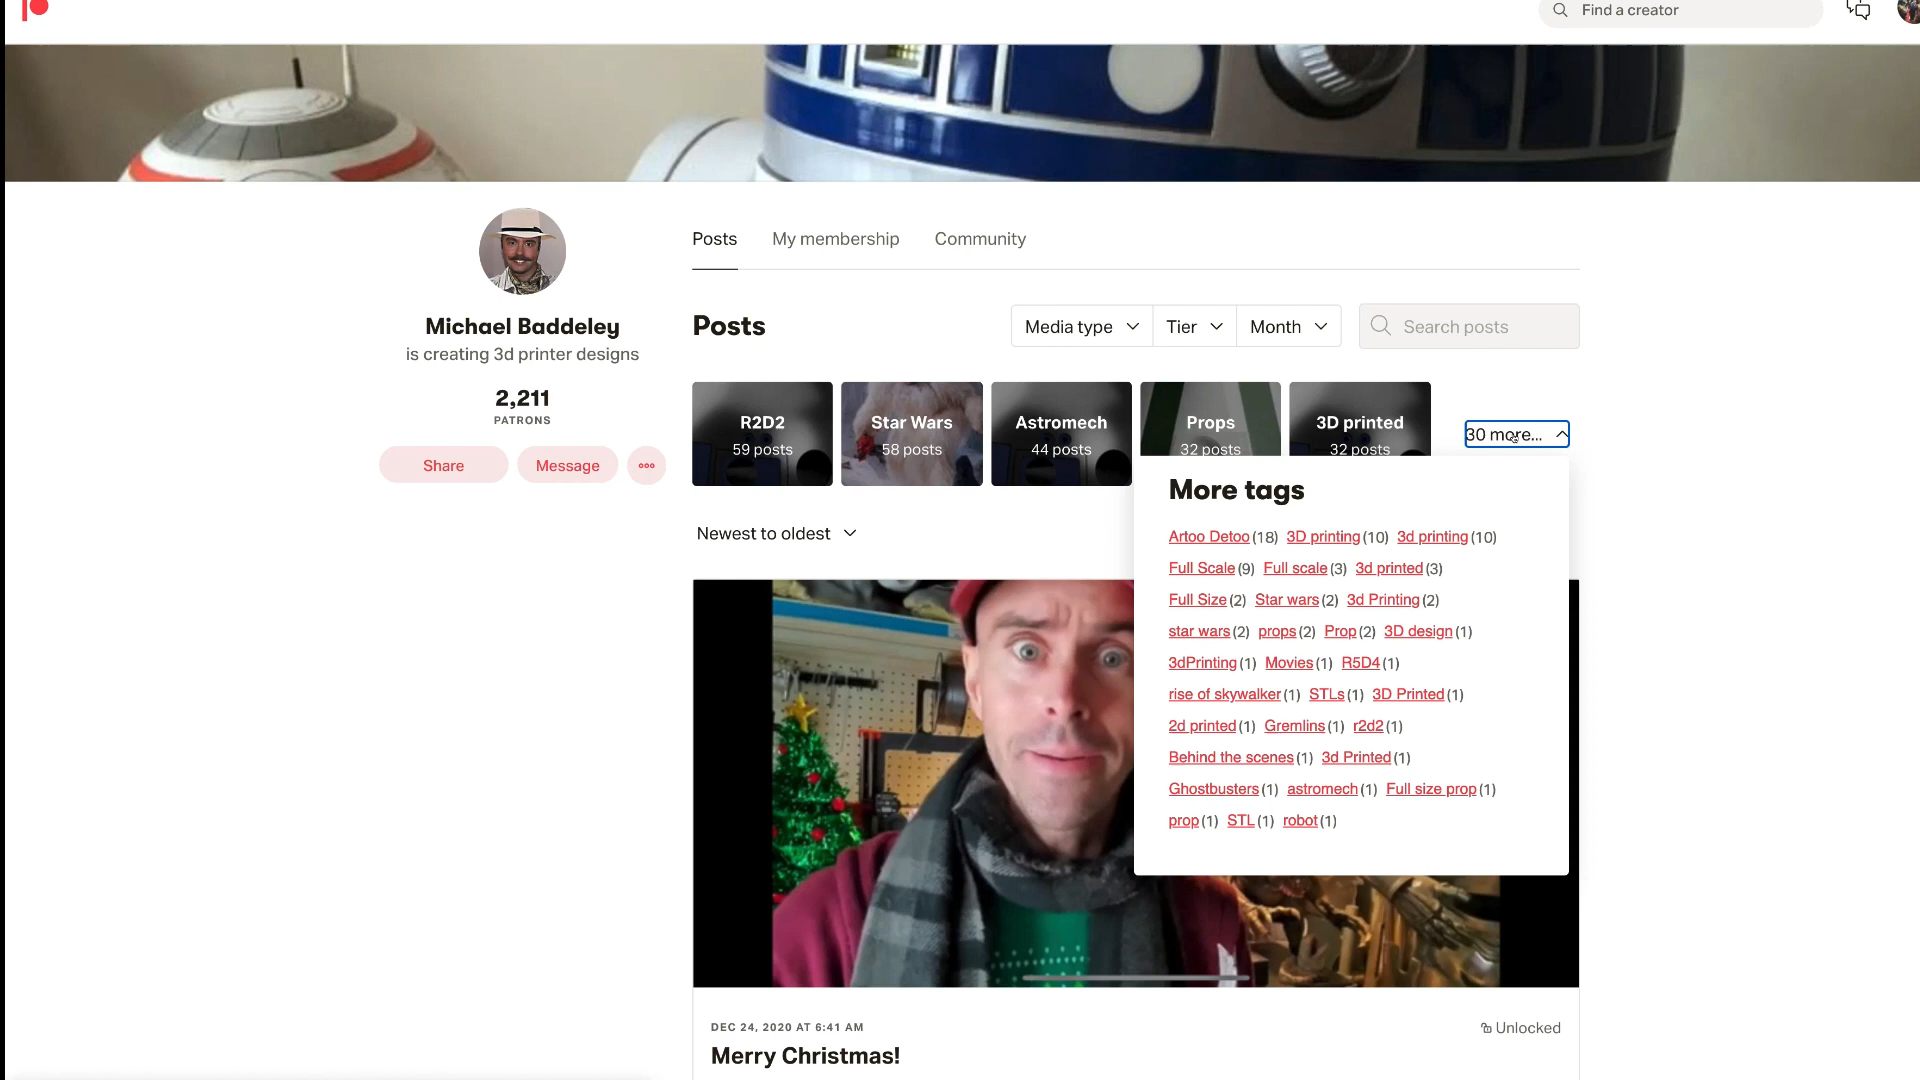 Find a creator
Posts My membership Community
Michael Baddeley
is creating 3d printer designs
2,211
PATRONS
Share Message
Posts Media type Tier Month Search posts
R2D2
59 posts
Star Wars
58 posts
Astromech
44 posts
Props
32 posts
3D printed
32 posts
30 more...
More tags
Artoo Detoo (18) 3D printing (10) 3d printing (10)
Full Scale (9) Full scale (3) 3d printed (3)
Full Size (2) Star wars (2) 3d Printing (2)
star wars (2) props (2) Prop (2) 3D design (1)
3dPrinting (1) Movies (1) R5D4 (1)
rise of skywalker (1) STLs (1) 3D Printed (1)
2d printed (1) Gremlins (1) r2d2 (1)
Behind the scenes (1) 3d Printed (1)
Ghostbusters (1) astromech (1) Full size prop (1)
prop (1) STL (1) robot (1)
Newest to oldest
DEC 24, 2020 AT 6:41 AM
Unlocked
Merry Christmas!